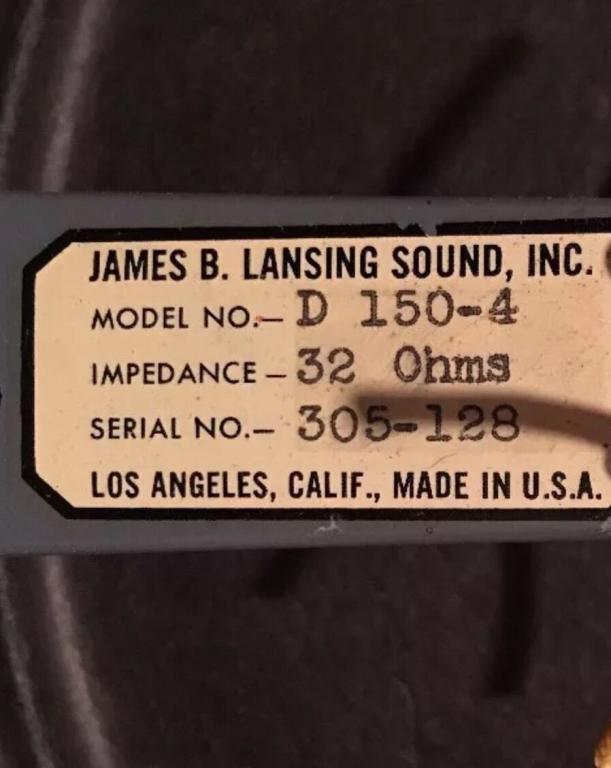 JAMES B. LANSING SOUND, INC.
MODEL NO.– D 150-4
IMPEDANCE – 32 Ohms
SERIAL NO.– 305-128
LOS ANGELES, CALIF., MADE IN U.S.A.